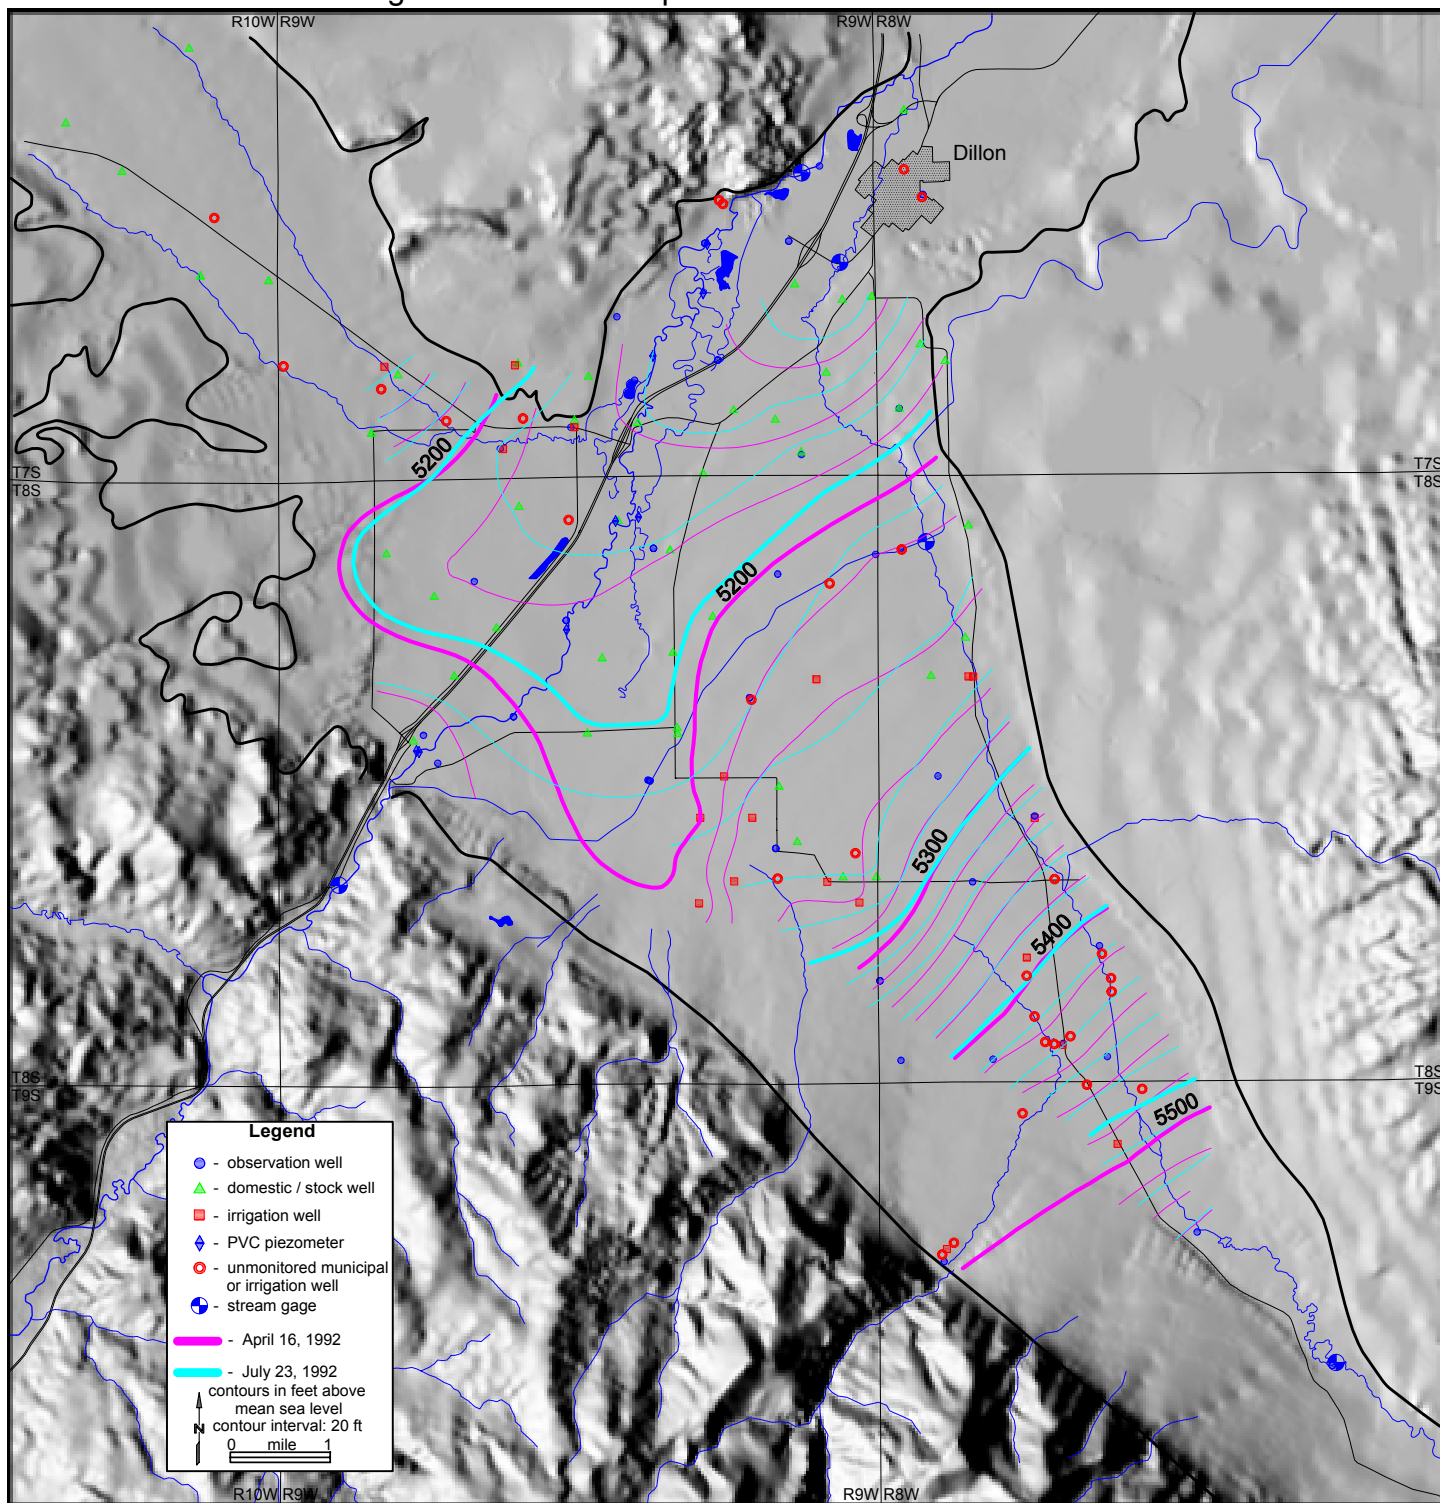 R10W R9W
R9W R8W
Dillon
5200
T7S
T8S
T7S
T8S
5200
5300
5400
T8S
T9S
T8S
T9S
5500
Legend
- observation well
- domestic / stock well
- irrigation well
- PVC piezometer
- unmonitored municipal
or irrigation well
- stream gage
- April 16, 1992
- July 23, 1992
contours in feet above
mean sea level
N contour interval: 20 ft
0 mile 1
R10W R9W
R9W R8W